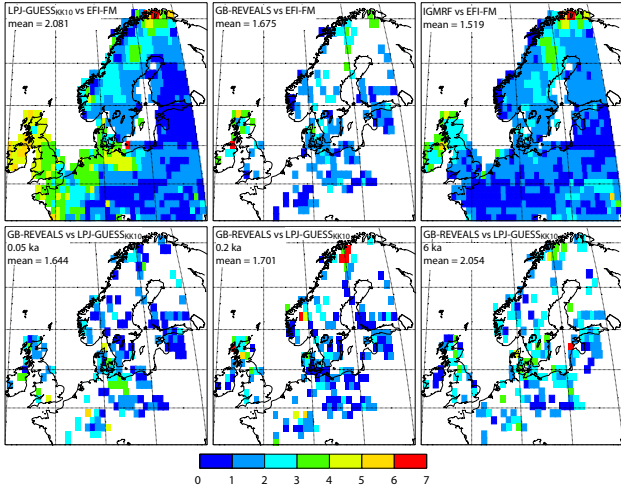 LPJ-GUESSKK10 vs EFI-FM
mean = 2.081
GB-REVEALS vs EFI-FM
mean = 1.675
IGMRF vs EFI-FM
mean = 1.519
GB-REVEALS vs LPJ-GUESSKK10
0.05 ka
mean = 1.644
GB-REVEALS vs LPJ-GUESSKK10
0.2 ka
mean = 1.701
GB-REVEALS vs LPJ-GUESSKK10
6 ka
mean = 2.054
0 1 2 3 4 5 6 7